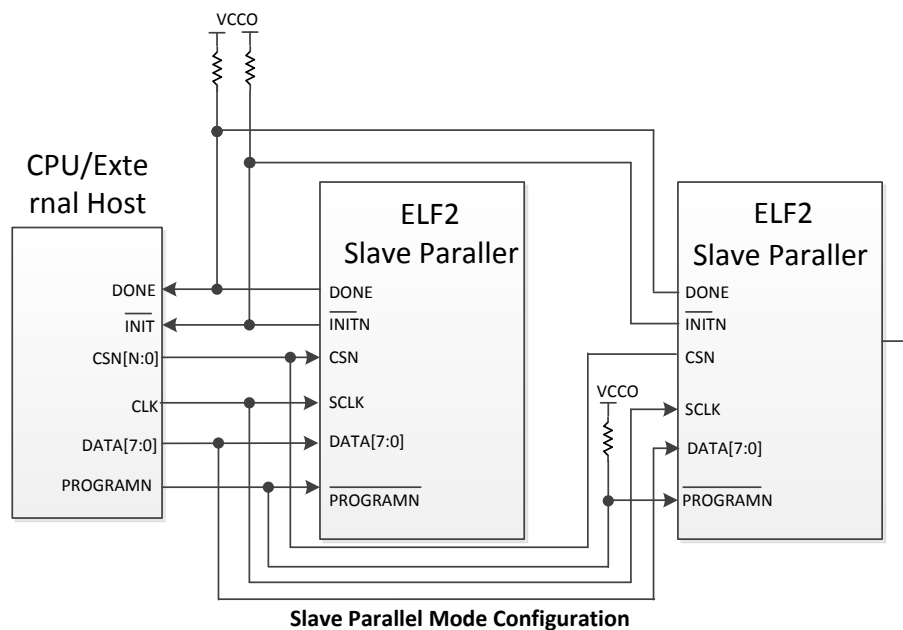 VCCO
CPU/Exte
rnal Host
DONE
INIT
CSN[N:0]
CLK
DATA[7:0]
PROGRAMN
ELF2
Slave Paraller
DONE
INITN
CSN
SCLK
DATA[7:0]
PROGRAMN
VCCO
ELF2
Slave Paraller
DONE
INITN
CSN
SCLK
DATA[7:0]
PROGRAMN
Slave Parallel Mode Configuration